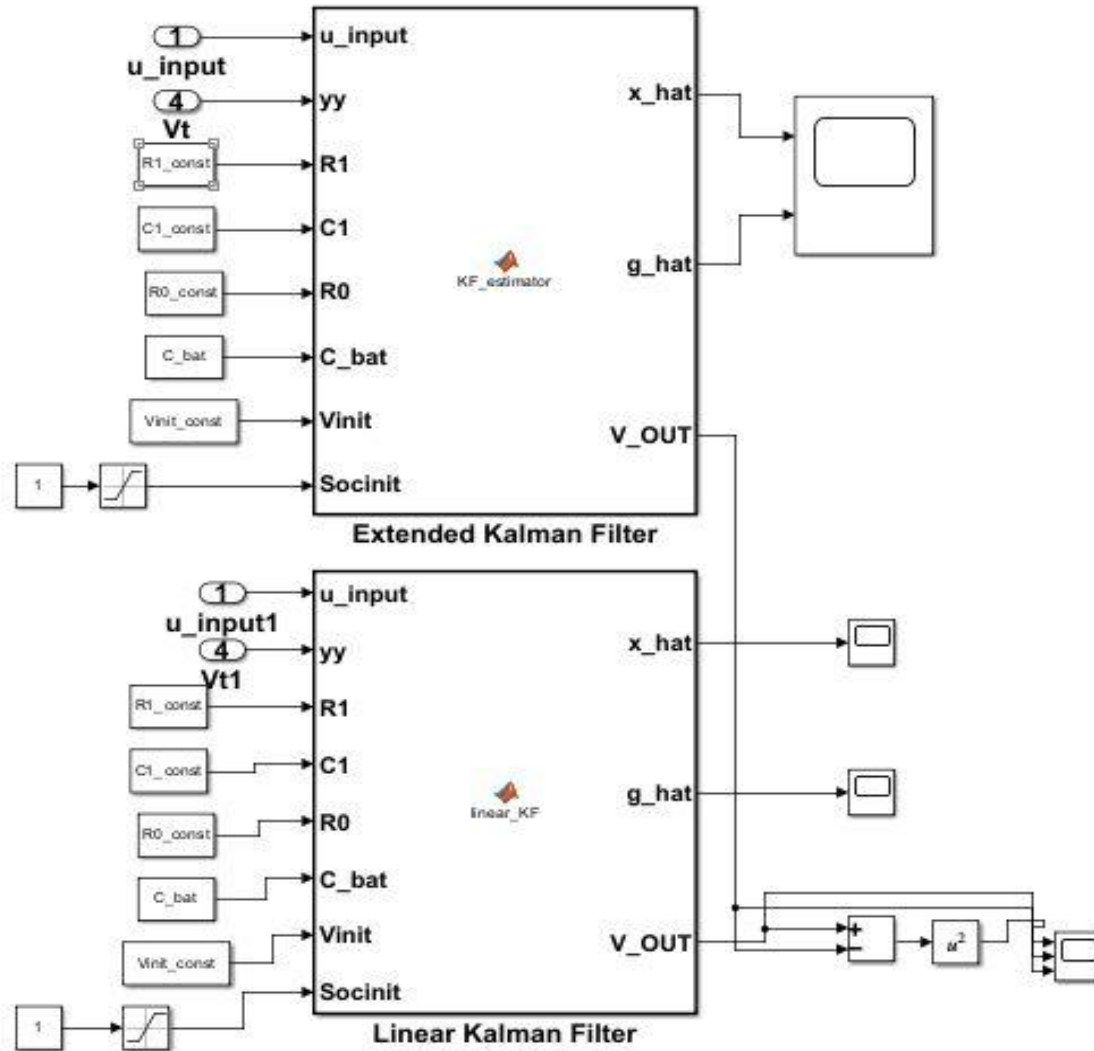 1
u_input
4
Vt
R1_const
C1_const
R0_const
C_bat
Vinit_const
1
u_input
yy
R1
C1
R0
C_bat
Vinit
Socinit
KF_estimator
x_hat
g_hat
V_OUT
Extended Kalman Filter
1
u_input1
4
Vt1
R1_const
C1_const
R0_const
C_bat
Vinit_const
1
u_input
yy
R1
C1
R0
C_bat
Vinit
Socinit
linear_KF
x_hat
g_hat
V_OUT
+
−
u²
Linear Kalman Filter